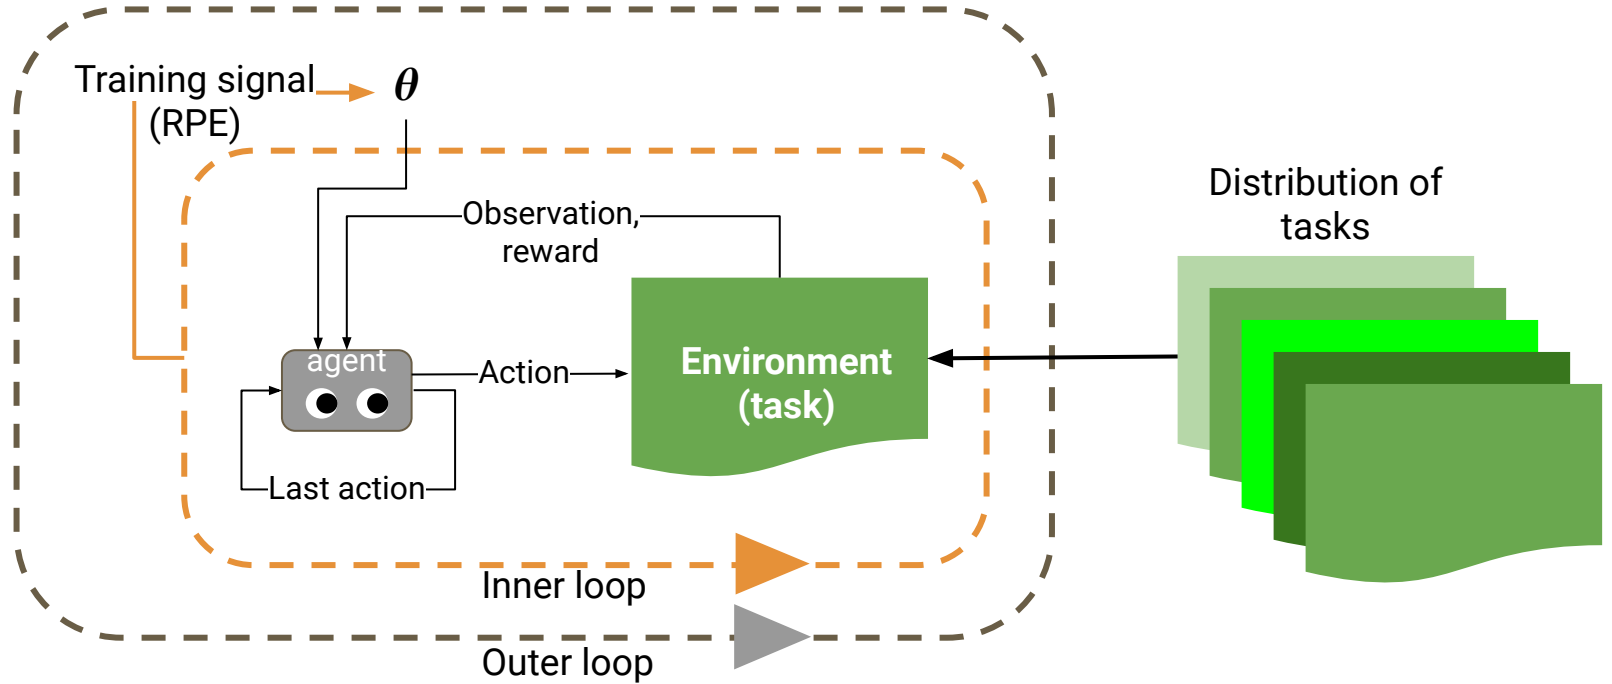 Training signal
(RPE)
θ
Observation,
reward
Distribution of
tasks
agent
Action
Environment
(task)
Last action
Inner loop
Outer loop